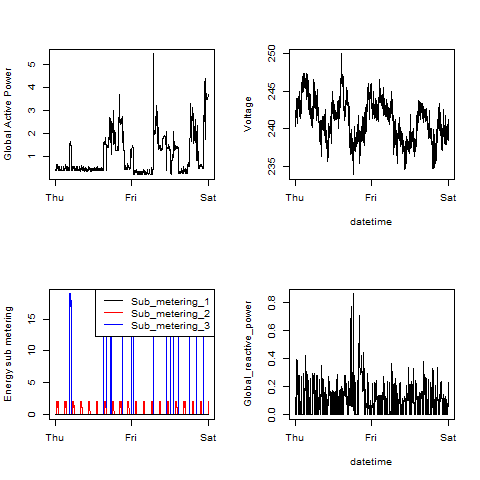 Global Active Power
5
4
3
2
1
Thu Fri Sat
Voltage
250
245
240
235
Thu Fri Sat
datetime
Energy sub metering
15
10
5
0
Sub_metering_1
Sub_metering_2
Sub_metering_3
Thu Fri Sat
Global_reactive_power
0.8
0.6
0.4
0.2
0.0
Thu Fri Sat
datetime